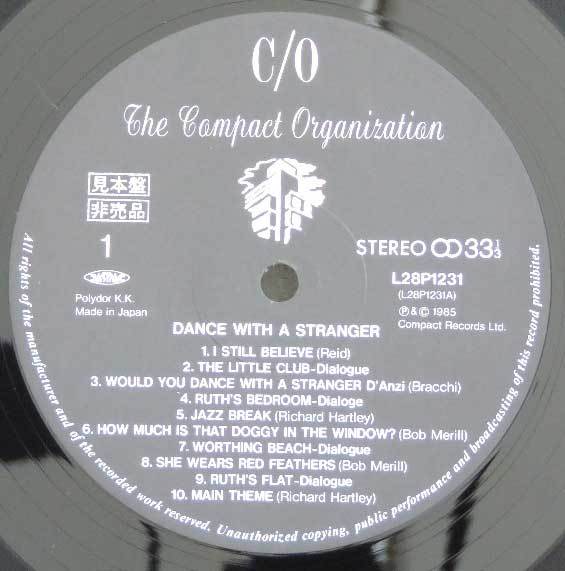 C/O
The Compact Organization
見本盤
非売品
1
STEREO 33⅓
L28P1231
(L28P1231A)
Polydor K.K.
Made in Japan
℗&© 1985
Compact Records Ltd.
DANCE WITH A STRANGER
1. I STILL BELIEVE (Reid)
2. THE LITTLE CLUB-Dialogue
3. WOULD YOU DANCE WITH A STRANGER D'Anzi (Bracchi)
4. RUTH'S BEDROOM-Dialoge
5. JAZZ BREAK (Richard Hartley)
6. HOW MUCH IS THAT DOGGY IN THE WINDOW? (Bob Merill)
7. WORTHING BEACH-Dialogue
8. SHE WEARS RED FEATHERS (Bob Merill)
9. RUTH'S FLAT-Dialogue
10. MAIN THEME (Richard Hartley)
All rights of the manufacturer and of the recorded work reserved. Unauthorized copying, public performance and broadcasting of this record prohibited.